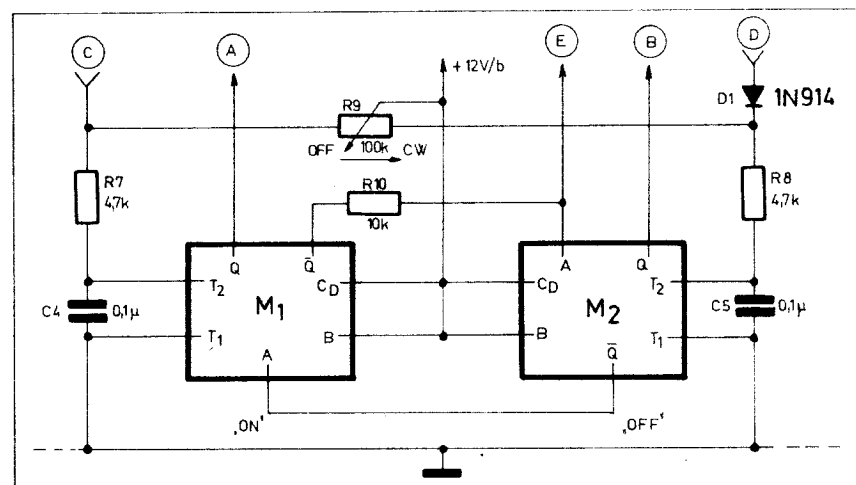 C
A
E
B
D
+12V/b
D1 1N914
R9
100k
OFF CW
R7
4,7k
R10
10k
R8
4,7k
Q Q̅ A Q
T2 CD CD T2
C4 0,1µ M1 M2 C5 0,1µ
T1 B B T1
A Q̅
„ON‟ „OFF‟